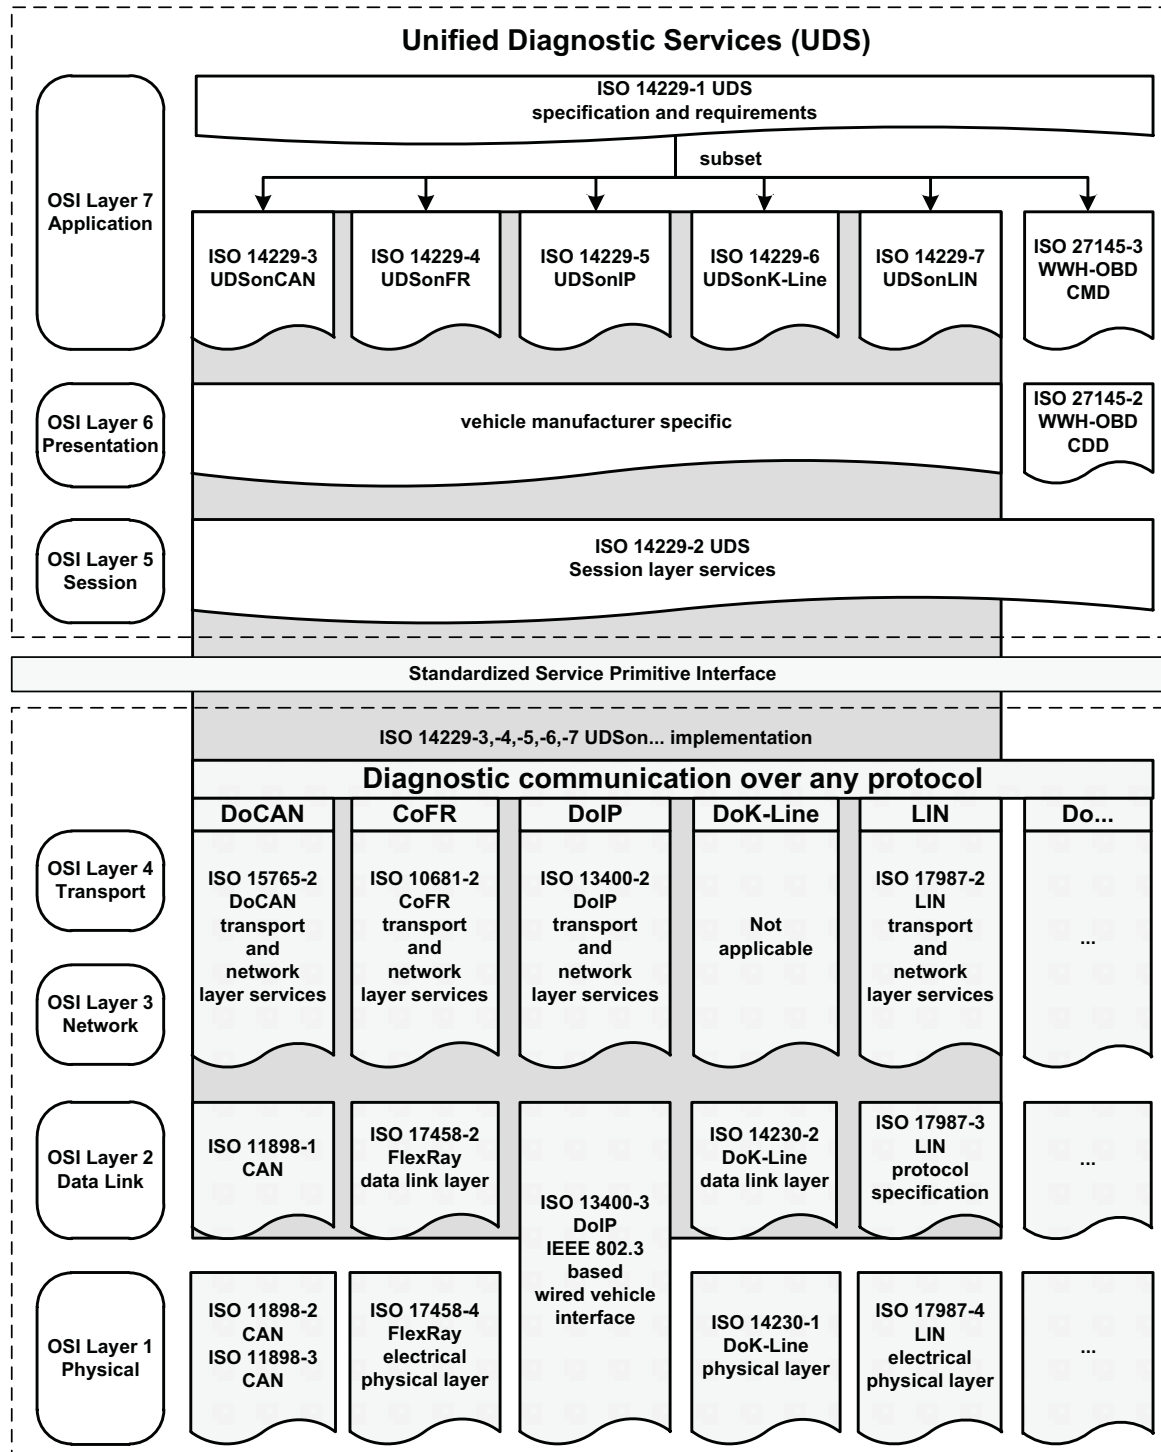 Unified Diagnostic Services (UDS)
OSI Layer 7
Application
ISO 14229-1 UDS
specification and requirements
subset
ISO 14229-3
UDSonCAN
ISO 14229-4
UDSonFR
ISO 14229-5
UDSonIP
ISO 14229-6
UDSonK-Line
ISO 14229-7
UDSonLIN
ISO 27145-3
WWH-OBD
CMD
OSI Layer 6
Presentation
vehicle manufacturer specific
ISO 27145-2
WWH-OBD
CDD
OSI Layer 5
Session
ISO 14229-2 UDS
Session layer services
Standardized Service Primitive Interface
ISO 14229-3,-4,-5,-6,-7 UDSon... implementation
Diagnostic communication over any protocol
DoCAN
CoFR
DoIP
DoK-Line
LIN
Do...
OSI Layer 4
Transport
OSI Layer 3
Network
ISO 15765-2
DoCAN
transport
and
network
layer services
ISO 10681-2
CoFR
transport
and
network
layer services
ISO 13400-2
DoIP
transport
and
network
layer services
Not
applicable
ISO 17987-2
LIN
transport
and
network
layer services
...
OSI Layer 2
Data Link
ISO 11898-1
CAN
ISO 17458-2
FlexRay
data link layer
ISO 13400-3
DoIP
IEEE 802.3
based
wired vehicle
interface
ISO 14230-2
DoK-Line
data link layer
ISO 17987-3
LIN
protocol
specification
...
OSI Layer 1
Physical
ISO 11898-2
CAN
ISO 11898-3
CAN
ISO 17458-4
FlexRay
electrical
physical layer
ISO 14230-1
DoK-Line
physical layer
ISO 17987-4
LIN
electrical
physical layer
...